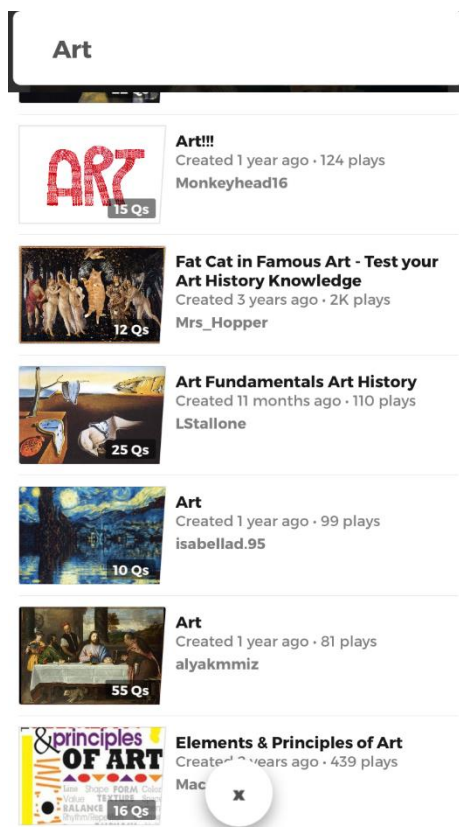 Art
22 Qs
ART
15 Qs
Art!!!
Created 1 year ago • 124 plays
Monkeyhead16
12 Qs
Fat Cat in Famous Art - Test your
Art History Knowledge
Created 3 years ago • 2K plays
Mrs_Hopper
25 Qs
Art Fundamentals Art History
Created 11 months ago • 110 plays
LStallone
10 Qs
Art
Created 1 year ago • 99 plays
isabellad.95
55 Qs
Art
Created 1 year ago • 81 plays
alyakmmiz
&principles
OF ART
Line Shape FORM Color
Value TEXTURE
BALANCE
16 Qs
Elements & Principles of Art
Created years ago • 439 plays
Mac
x